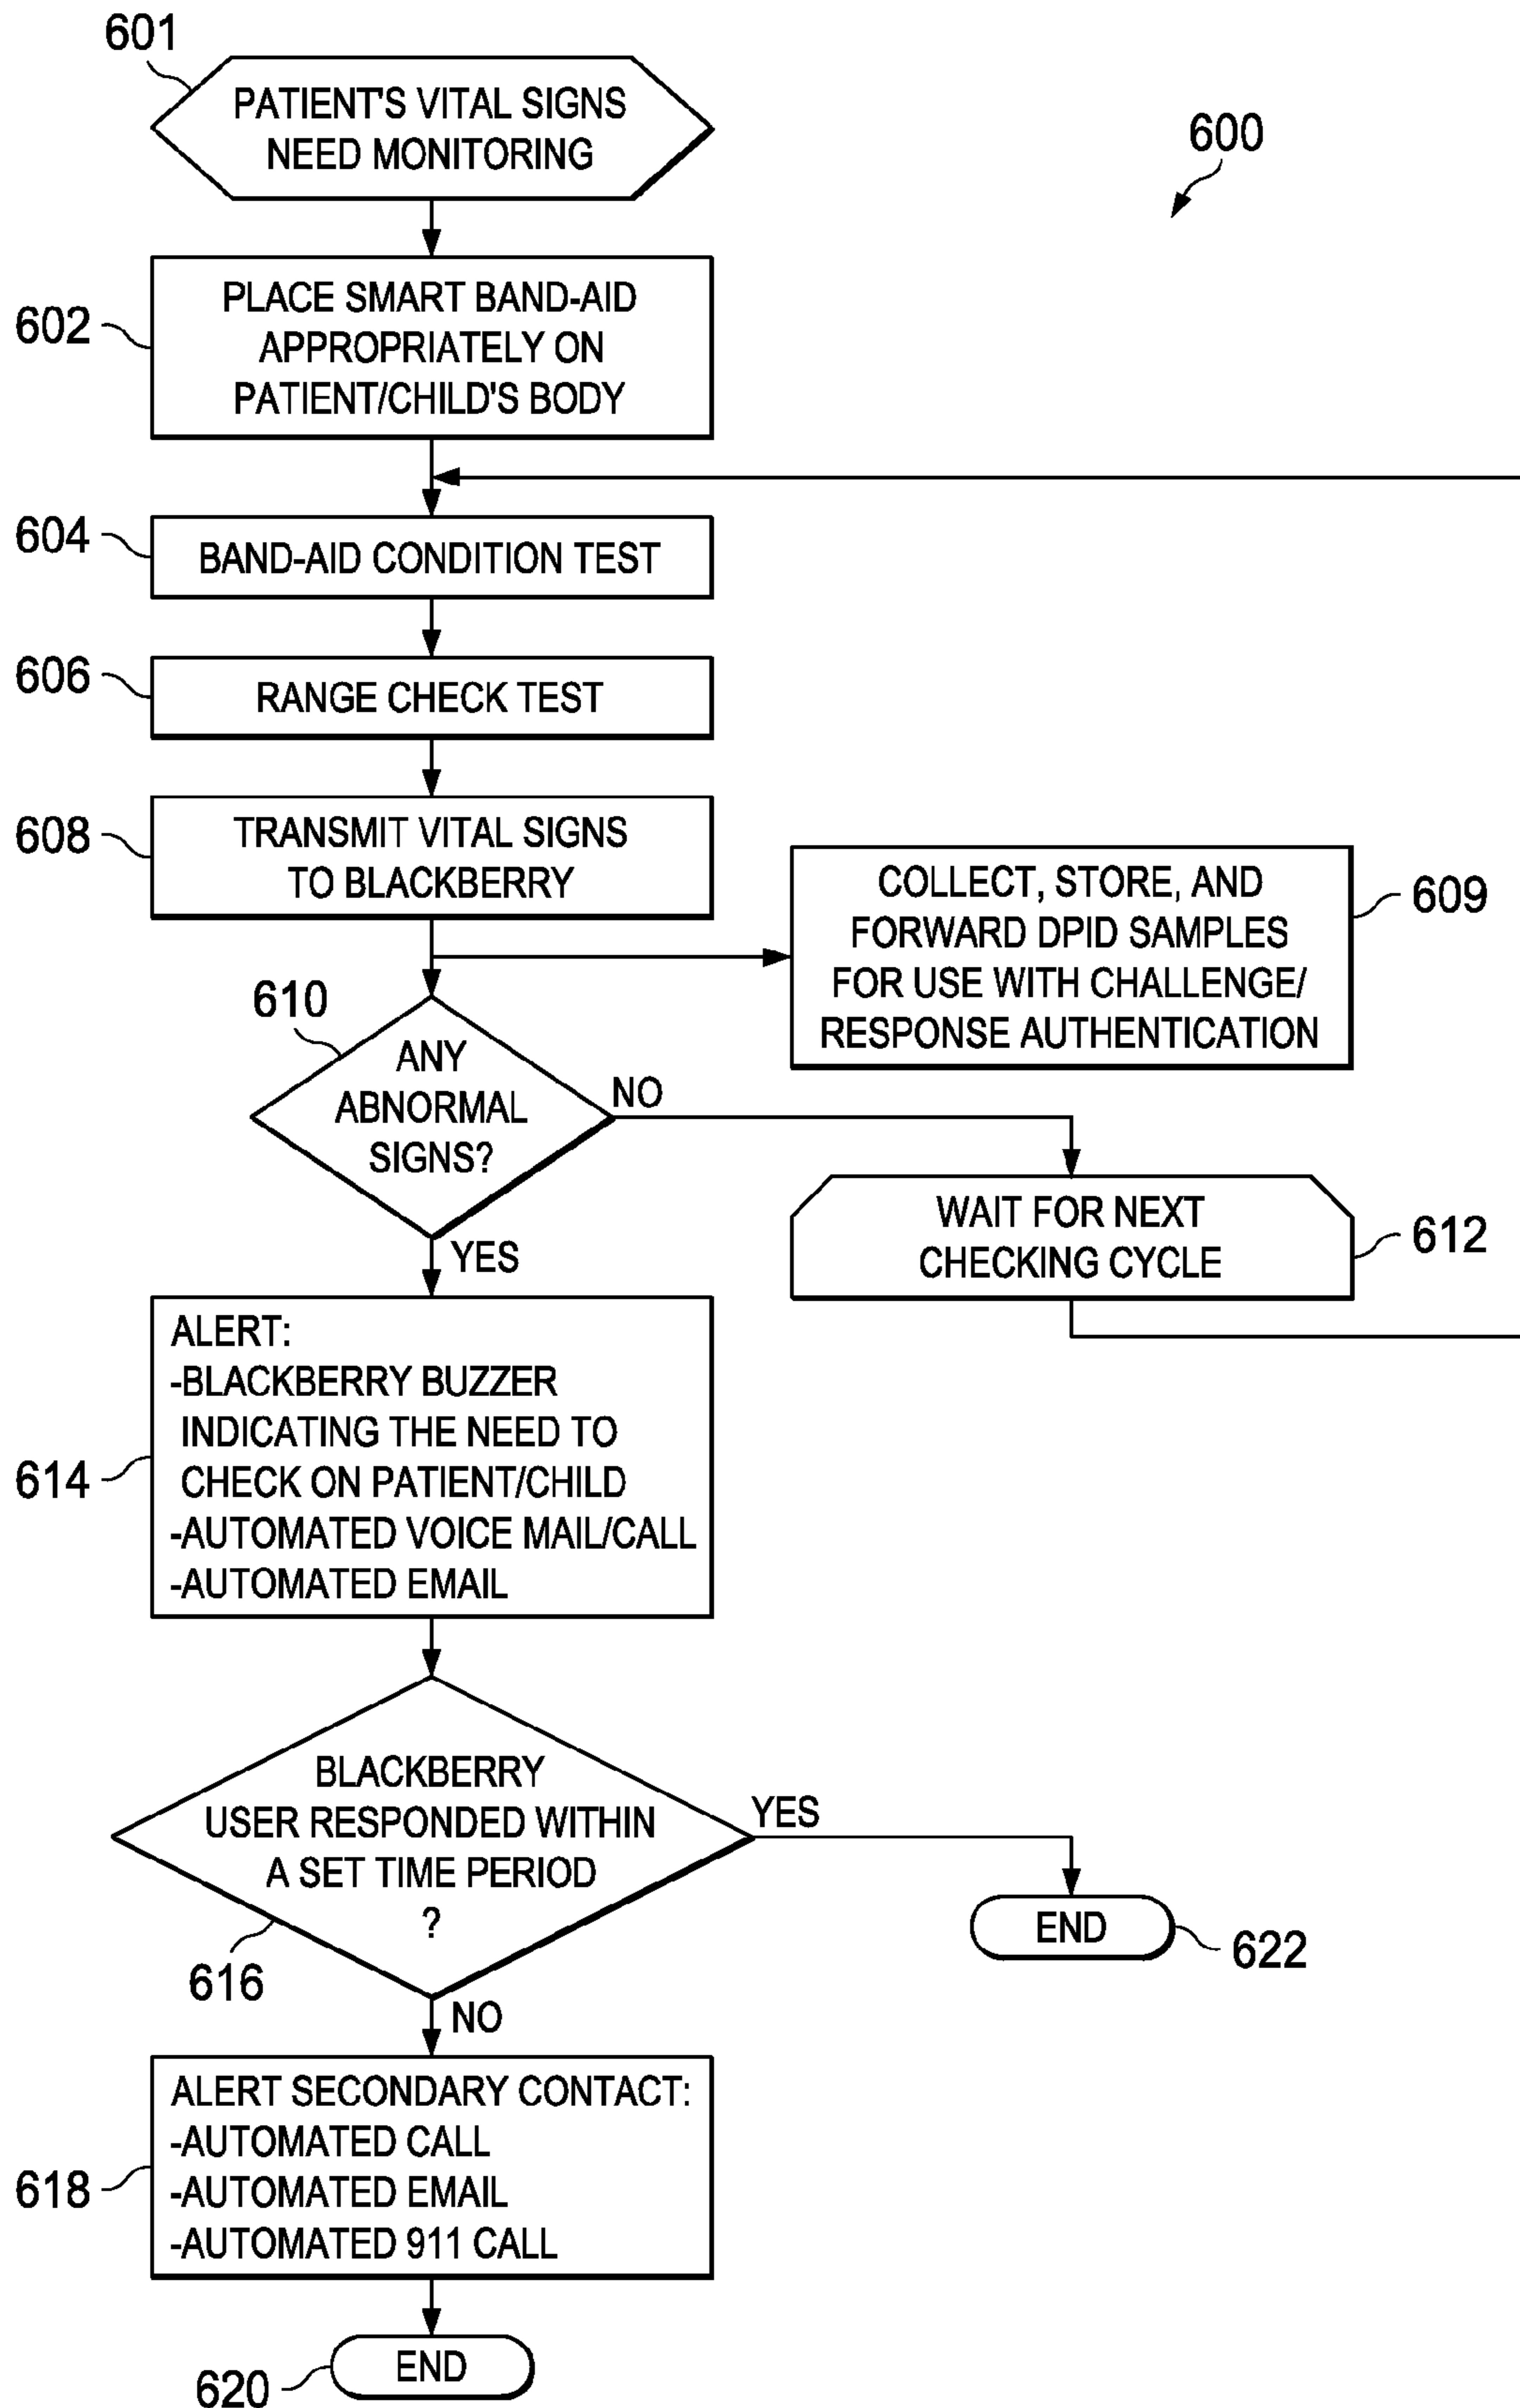 601
PATIENT'S VITAL SIGNS
NEED MONITORING
600
602
PLACE SMART BAND-AID
APPROPRIATELY ON
PATIENT/CHILD'S BODY
604
BAND-AID CONDITION TEST
606
RANGE CHECK TEST
608
TRANSMIT VITAL SIGNS
TO BLACKBERRY
COLLECT, STORE, AND
FORWARD DPID SAMPLES
FOR USE WITH CHALLENGE/
RESPONSE AUTHENTICATION
609
610
ANY
ABNORMAL
SIGNS?
NO
YES
WAIT FOR NEXT
CHECKING CYCLE
612
614
ALERT:
-BLACKBERRY BUZZER
INDICATING THE NEED TO
CHECK ON PATIENT/CHILD
-AUTOMATED VOICE MAIL/CALL
-AUTOMATED EMAIL
BLACKBERRY
USER RESPONDED WITHIN
A SET TIME PERIOD
?
616
YES
END
622
NO
618
ALERT SECONDARY CONTACT:
-AUTOMATED CALL
-AUTOMATED EMAIL
-AUTOMATED 911 CALL
END
620